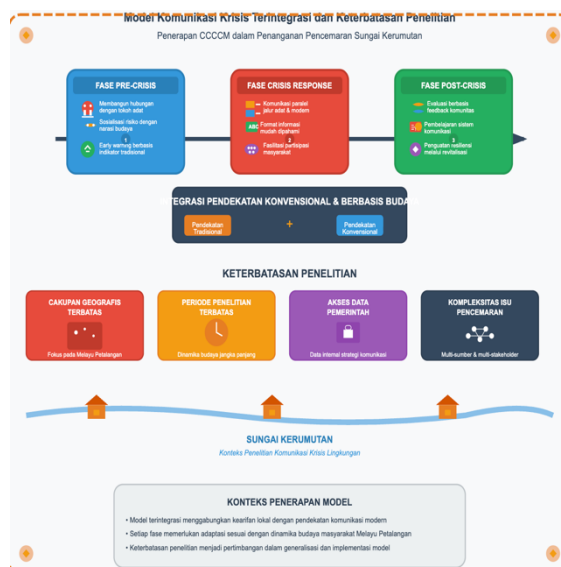 Model Komunikasi Krisis Terintegrasi dan Keterbatasan Penelitian
Penerapan CCCCM dalam Penanganan Pencemaran Sungai Kerumutan
FASE PRE-CRISIS
Membangun hubungan
dengan tokoh adat
Sosialisasi risiko dengan
narasi budaya
Early warning berbasis
indikator tradisional
1
FASE CRISIS RESPONSE
Komunikasi paralel
jalur adat & modern
ABC
Format informasi
mudah dipahami
Fasilitasi partisipasi
masyarakat
2
FASE POST-CRISIS
Evaluasi berbasis
feedback komunitas
Pembelajaran sistem
komunikasi
Penguatan resiliensi
melalui revitalisasi
3
INTEGRASI PENDEKATAN KONVENSIONAL & BERBASIS BUDAYA
Pendekatan
Tradisional
+
Pendekatan
Konvensional
KETERBATASAN PENELITIAN
CAKUPAN GEOGRAFIS
TERBATAS
Fokus pada Melayu Petalangan
PERIODE PENELITIAN
TERBATAS
Dinamika budaya jangka panjang
AKSES DATA
PEMERINTAH
Data internal strategi komunikasi
KOMPLEKSITAS ISU
PENCEMARAN
Multi-sumber & multi-stakeholder
SUNGAI KERUMUTAN
Konteks Penelitian Komunikasi Krisis Lingkungan
KONTEKS PENERAPAN MODEL
• Model terintegrasi menggabungkan kearifan lokal dengan pendekatan komunikasi modern
• Setiap fase memerlukan adaptasi sesuai dengan dinamika budaya masyarakat Melayu Petalangan
• Keterbatasan penelitian menjadi pertimbangan dalam generalisasi dan implementasi model